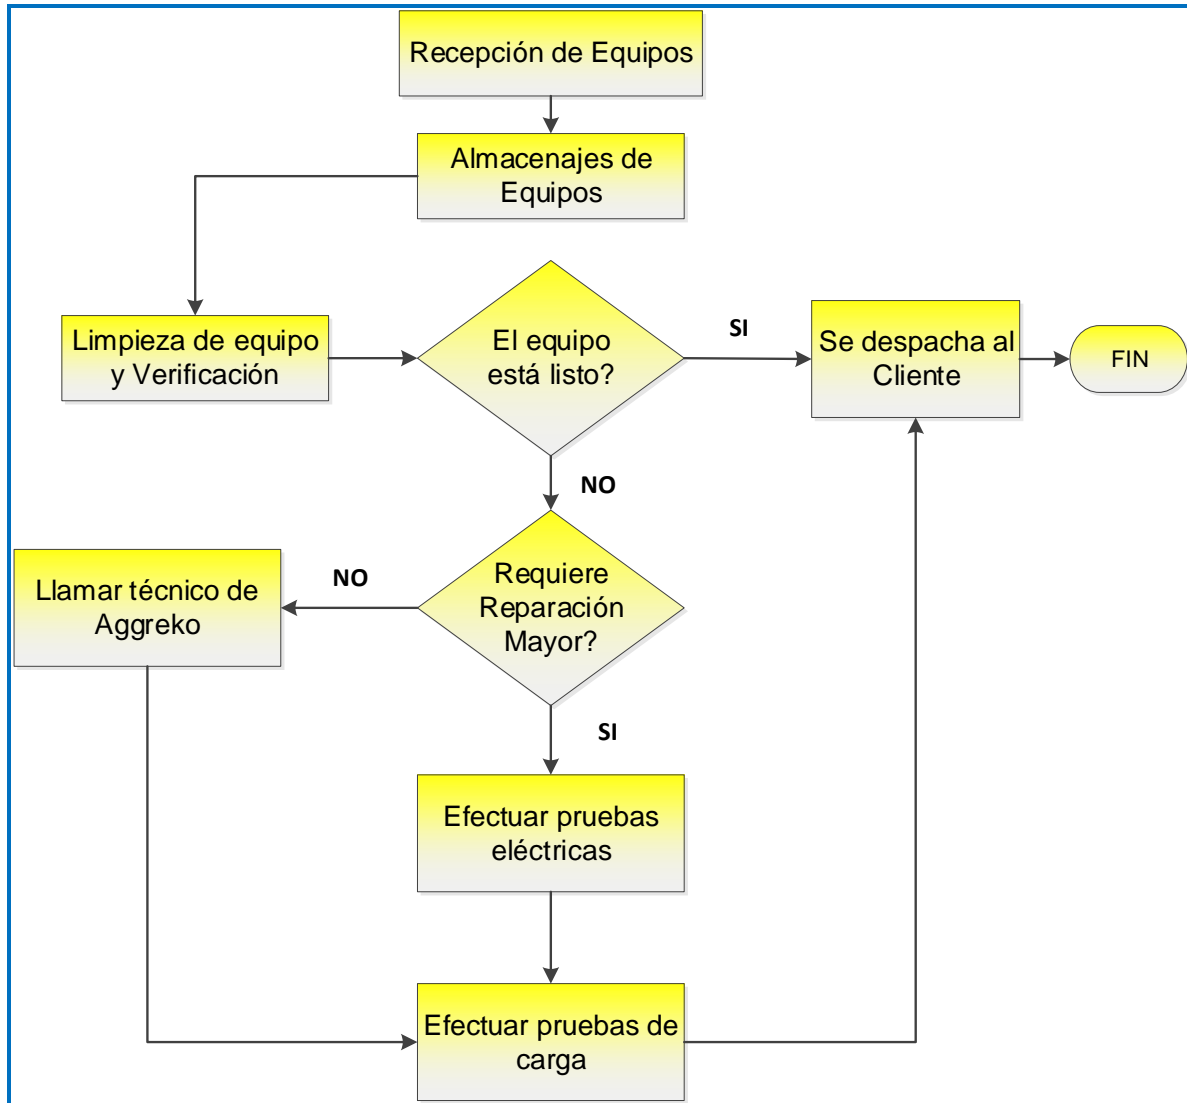 Recepción de Equipos
Almacenajes de
Equipos
Limpieza de equipo
y Verificación
El equipo
está listo?
SI
Se despacha al
Cliente
FIN
NO
Requiere
Reparación
Mayor?
NO
Llamar técnico de
Aggreko
SI
Efectuar pruebas
eléctricas
Efectuar pruebas de
carga